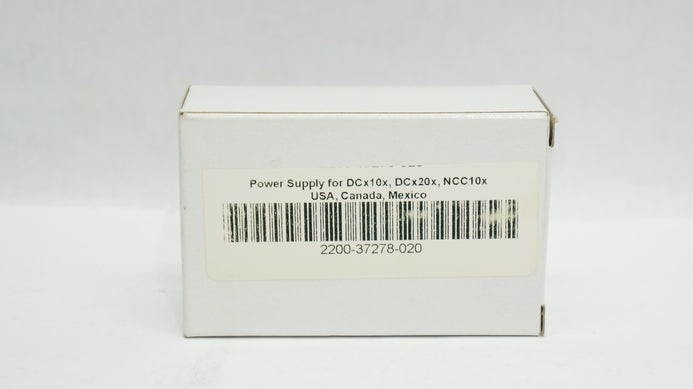 Power Supply for DCx10x, DCx20x, NCC10x
USA, Canada, Mexico
2200-37278-020